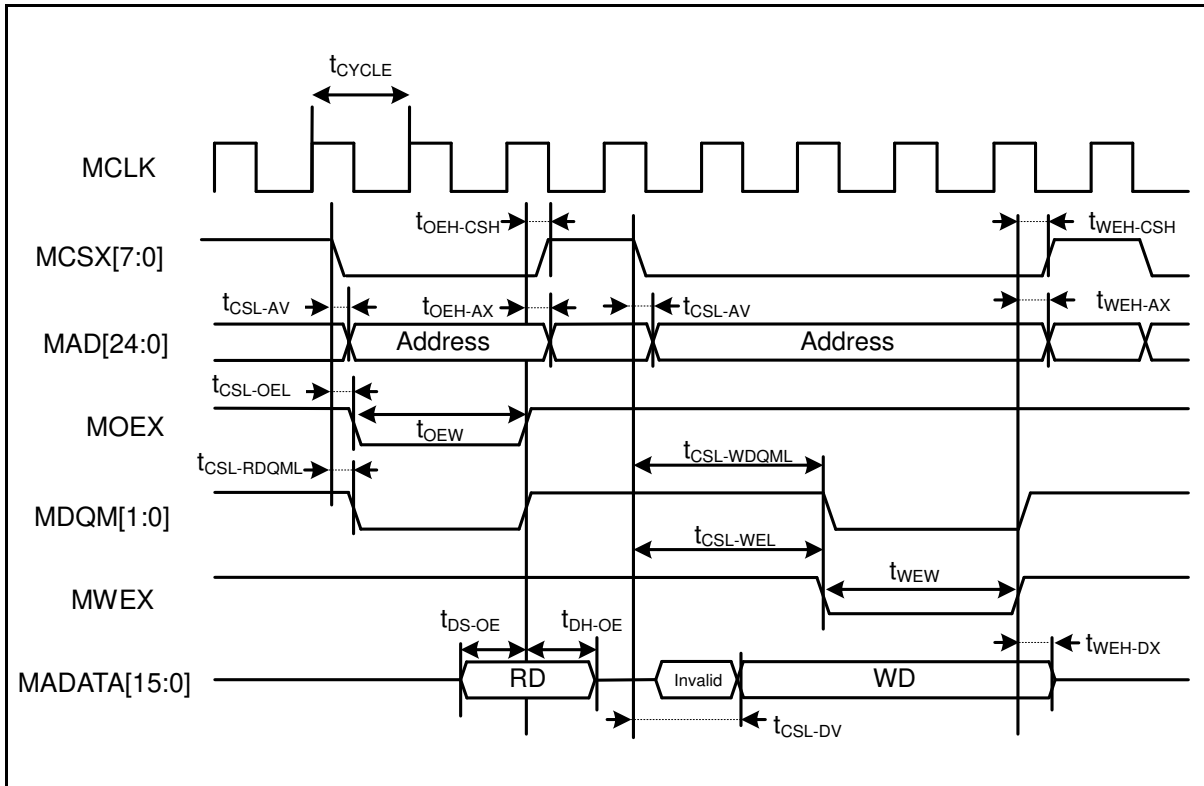 tCYCLE
MCLK
tOEH-CSH
tWEH-CSH
MCSX[7:0]
tCSL-AV
tOEH-AX
tCSL-AV
tWEH-AX
MAD[24:0]
Address
Address
tCSL-OEL
MOEX
tOEW
tCSL-RDQML
tCSL-WDQML
MDQM[1:0]
tCSL-WEL
MWEX
tWEW
tDS-OE
tDH-OE
tWEH-DX
MADATA[15:0]
RD
Invalid
WD
tCSL-DV